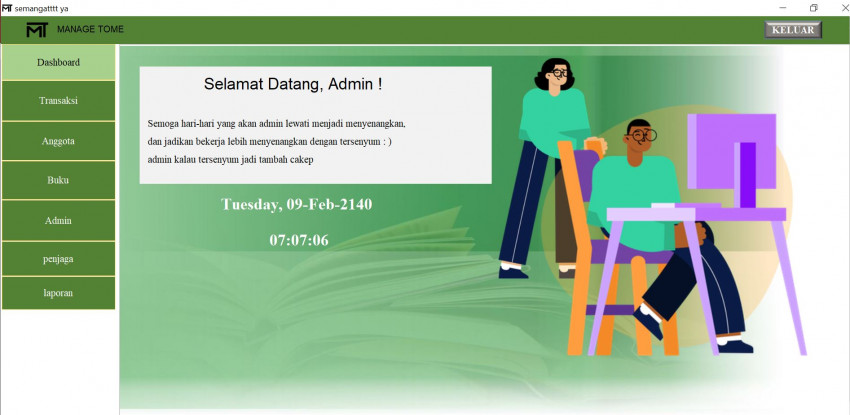 semangatttt ya
MT MANAGE TOME
KELUAR
Dashboard
Transaksi
Anggota
Buku
Admin
penjaga
laporan
Selamat Datang, Admin !
Semoga hari-hari yang akan admin lewati menjadi menyenangkan,
dan jadikan bekerja lebih menyenangkan dengan tersenyum : )
admin kalau tersenyum jadi tambah cakep
Tuesday, 09-Feb-2140
07:07:06